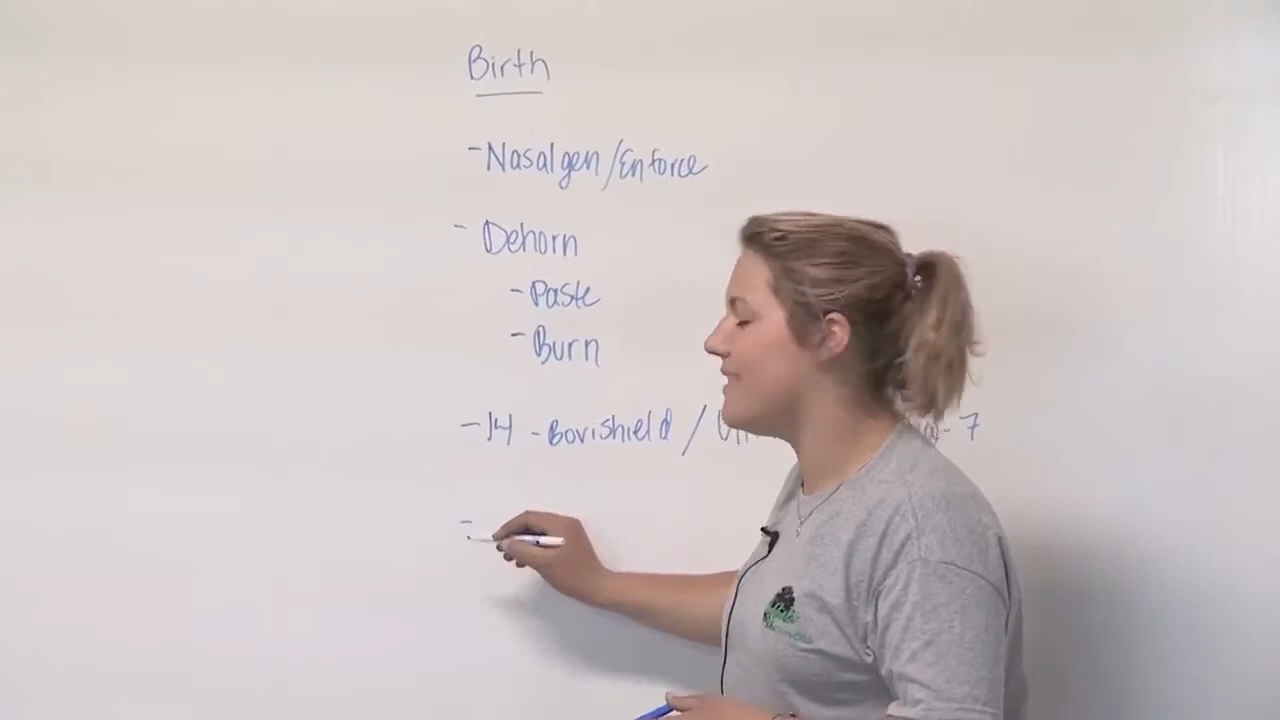 Birth
-Nasalgen/Enforce
- Dehorn
- Paste
- Burn
-14 -Bovishield / -7
-